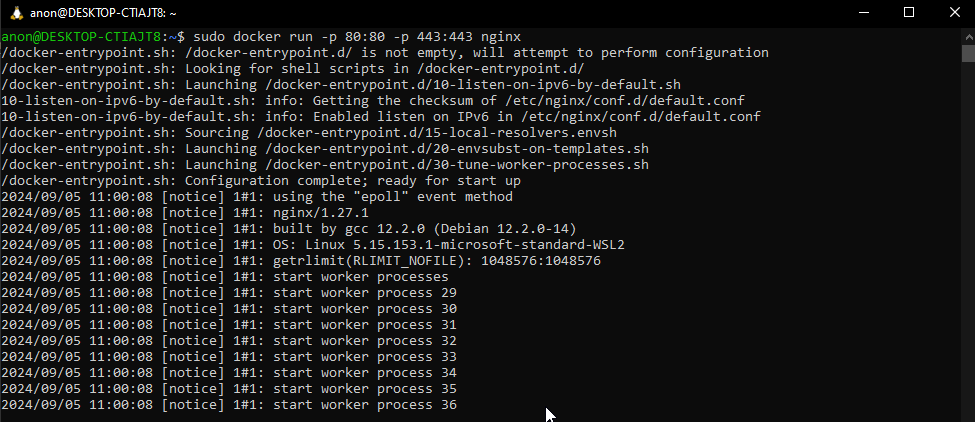 anon@DESKTOP-CTIAJT8: ~
anon@DESKTOP-CTIAJT8:~$ sudo docker run -p 80:80 -p 443:443 nginx
/docker-entrypoint.sh: /docker-entrypoint.d/ is not empty, will attempt to perform configuration
/docker-entrypoint.sh: Looking for shell scripts in /docker-entrypoint.d/
/docker-entrypoint.sh: Launching /docker-entrypoint.d/10-listen-on-ipv6-by-default.sh
10-listen-on-ipv6-by-default.sh: info: Getting the checksum of /etc/nginx/conf.d/default.conf
10-listen-on-ipv6-by-default.sh: info: Enabled listen on IPv6 in /etc/nginx/conf.d/default.conf
/docker-entrypoint.sh: Sourcing /docker-entrypoint.d/15-local-resolvers.envsh
/docker-entrypoint.sh: Launching /docker-entrypoint.d/20-envsubst-on-templates.sh
/docker-entrypoint.sh: Launching /docker-entrypoint.d/30-tune-worker-processes.sh
/docker-entrypoint.sh: Configuration complete; ready for start up
2024/09/05 11:00:08 [notice] 1#1: using the "epoll" event method
2024/09/05 11:00:08 [notice] 1#1: nginx/1.27.1
2024/09/05 11:00:08 [notice] 1#1: built by gcc 12.2.0 (Debian 12.2.0-14)
2024/09/05 11:00:08 [notice] 1#1: OS: Linux 5.15.153.1-microsoft-standard-WSL2
2024/09/05 11:00:08 [notice] 1#1: getrlimit(RLIMIT_NOFILE): 1048576:1048576
2024/09/05 11:00:08 [notice] 1#1: start worker processes
2024/09/05 11:00:08 [notice] 1#1: start worker process 29
2024/09/05 11:00:08 [notice] 1#1: start worker process 30
2024/09/05 11:00:08 [notice] 1#1: start worker process 31
2024/09/05 11:00:08 [notice] 1#1: start worker process 32
2024/09/05 11:00:08 [notice] 1#1: start worker process 33
2024/09/05 11:00:08 [notice] 1#1: start worker process 34
2024/09/05 11:00:08 [notice] 1#1: start worker process 35
2024/09/05 11:00:08 [notice] 1#1: start worker process 36